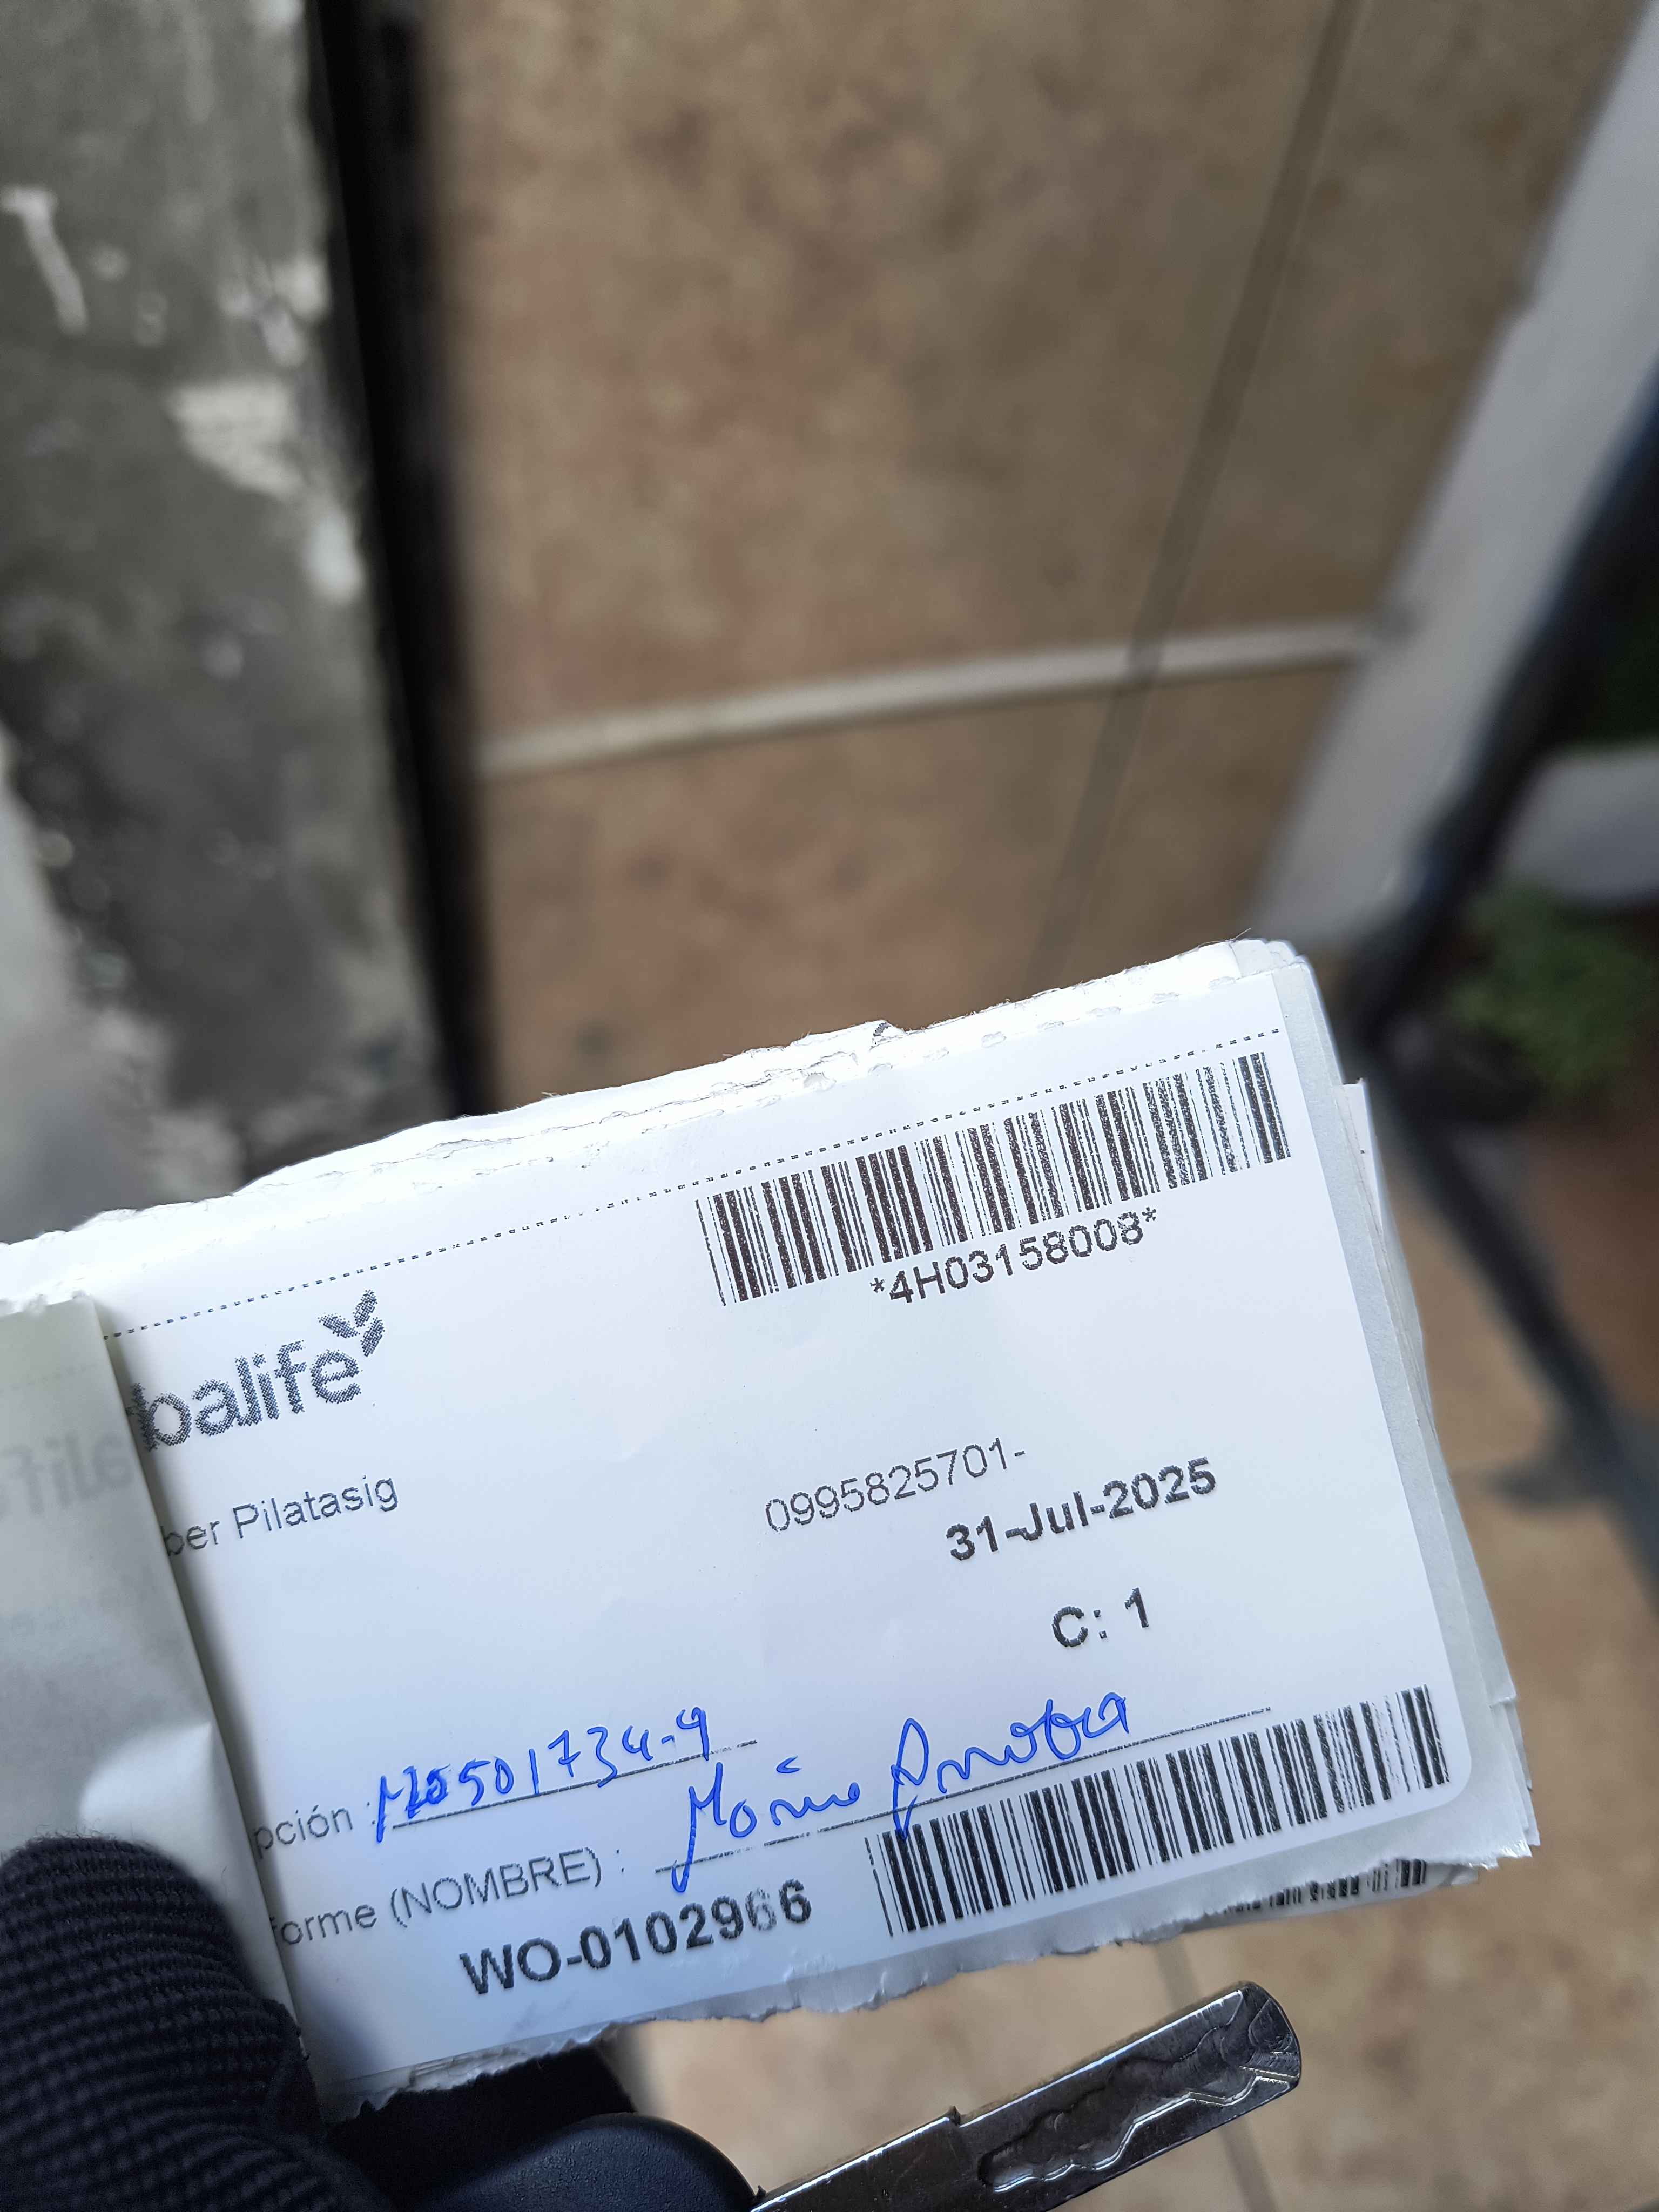 *4H03158008*
balife
ber Pilatasig
0995825701-
31-Jul-2025
C: 1
pción :
forme (NOMBRE) :
WO-0102966